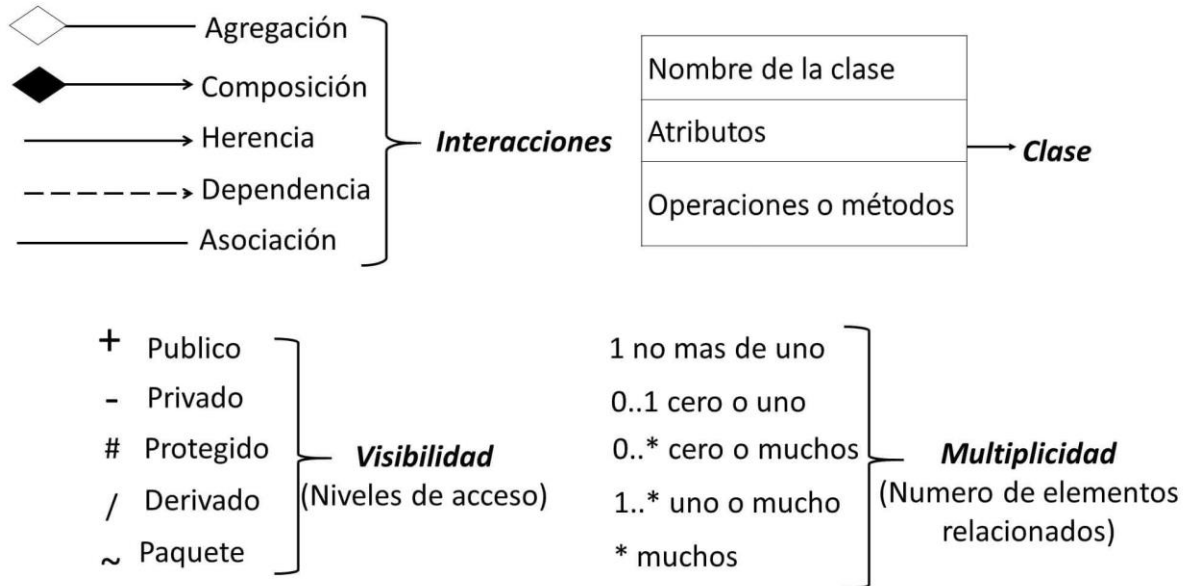 Agregación
Composición
Herencia
Dependencia
Asociación
Interacciones
Nombre de la clase
Atributos
Operaciones o métodos
Clase
+ Publico
- Privado
# Protegido
/ Derivado
~ Paquete
Visibilidad
(Niveles de acceso)
1 no mas de uno
0..1 cero o uno
0..* cero o muchos
1..* uno o mucho
* muchos
Multiplicidad
(Numero de elementos
relacionados)